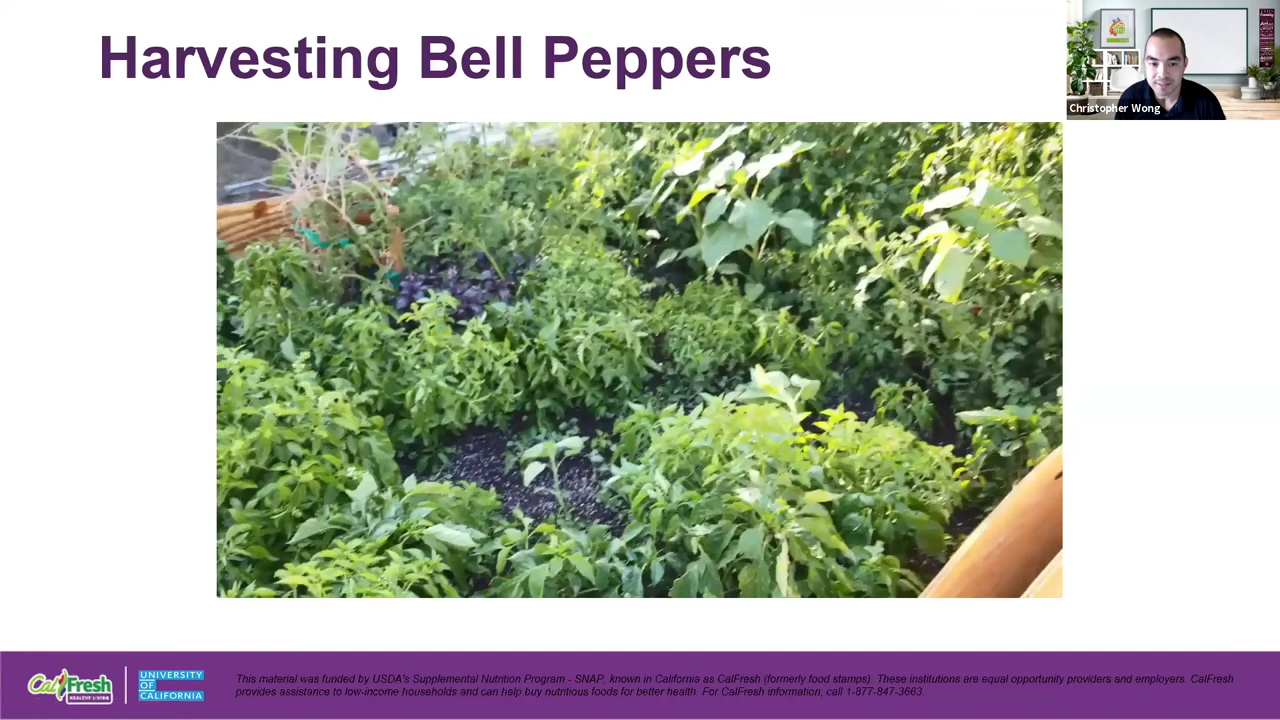 Harvesting Bell Peppers
Christopher Wong
CalFresh
HEALTHY LIVING
UNIVERSITY
OF
CALIFORNIA
This material was funded by USDA's Supplemental Nutrition Program - SNAP, known in California as CalFresh (formerly food stamps). These institutions are equal opportunity providers and employers. CalFresh
provides assistance to low-income households and can help buy nutritious foods for better health. For CalFresh information, call 1-877-847-3663.